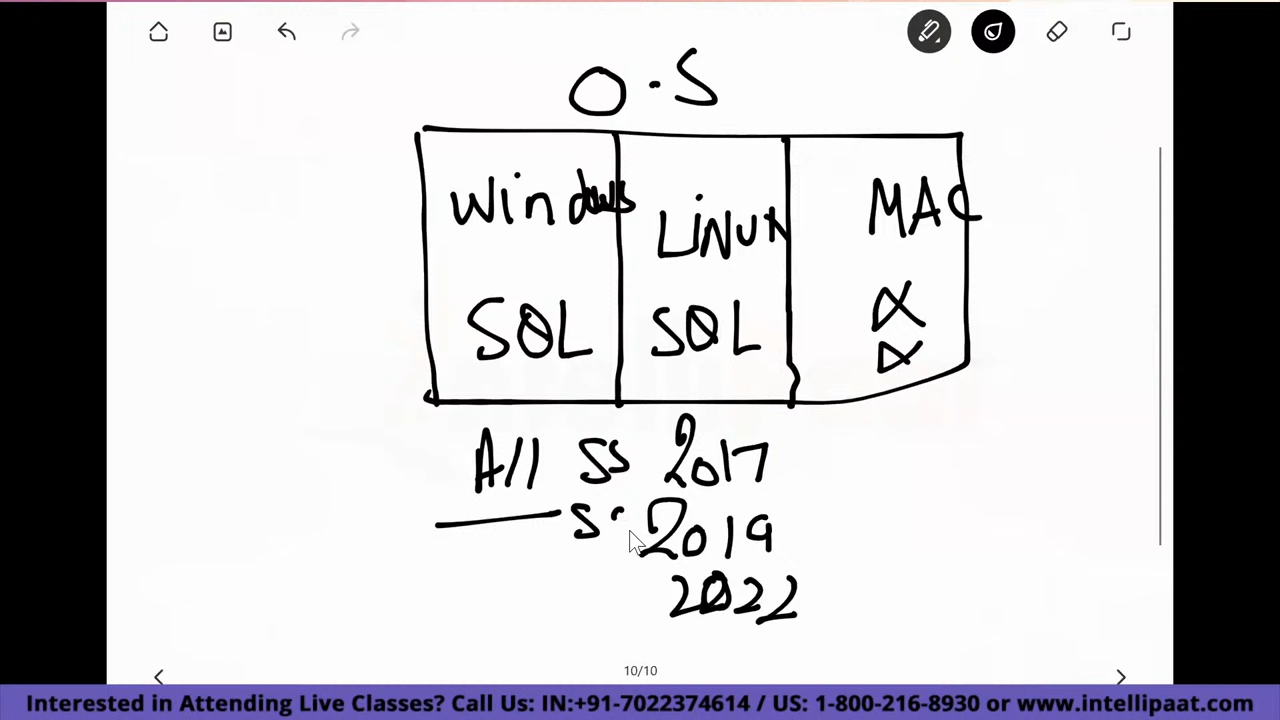 O.S
Windows LiNUX MAC
SQL SQL
All SS 2017
S 2019
2022
10/10
Interested in Attending Live Classes? Call Us: IN:+91-7022374614 / US: 1-800-216-8930 or www.intellipaat.com